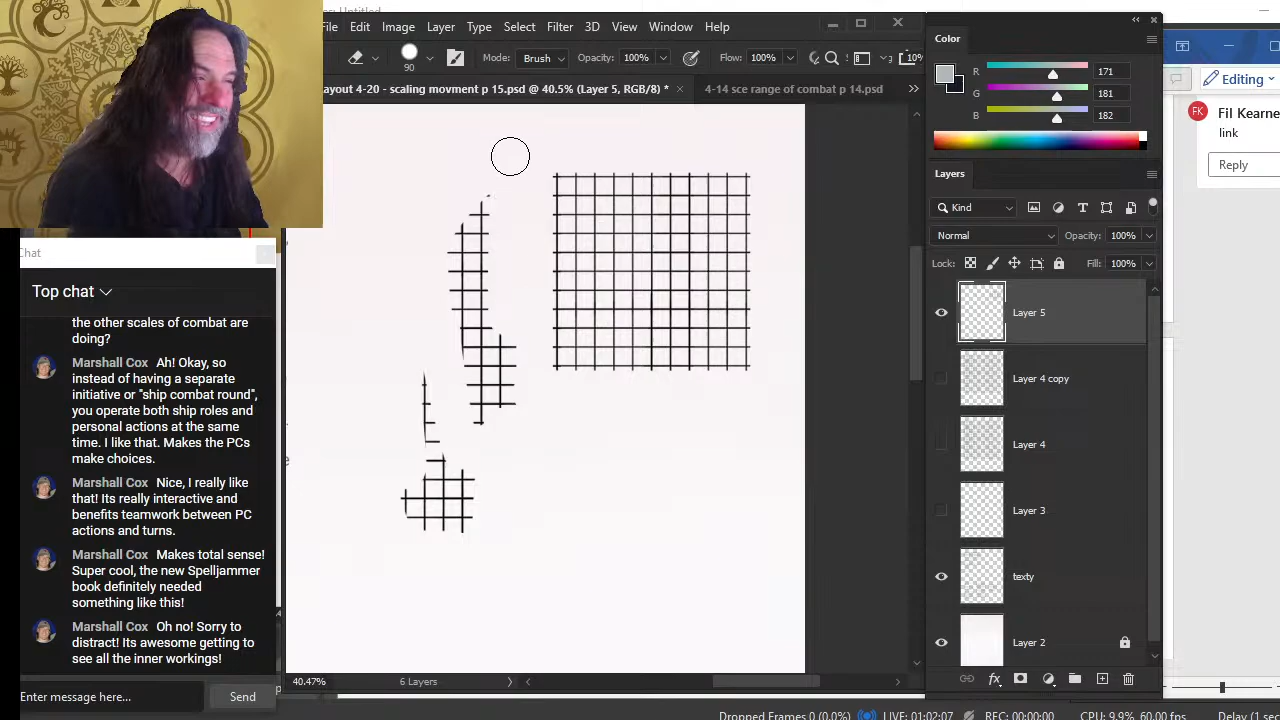 es: Untitled
File Edit Image Layer Type Select Filter 3D View Window Help
90 Mode: Brush Opacity: 100% Flow: 100% 10%
ayout 4-20 - scaling movment p 15.psd @ 40.5% (Layer 5, RGB/8) * × 4-14 sce range of combat p 14.psd
Chat
Top chat
the other scales of combat are
doing?
Marshall Cox Ah! Okay, so
instead of having a separate
initiative or "ship combat round",
you operate both ship roles and
personal actions at the same
time. I like that. Makes the PCs
make choices.
Marshall Cox Nice, I really like
that! Its really interactive and
benefits teamwork between PC
actions and turns.
Marshall Cox Makes total sense!
Super cool, the new Spelljammer
book definitely needed
something like this!
Marshall Cox Oh no! Sorry to
distract! Its awesome getting to
see all the inner workings!
Enter message here... Send
40.47% 6 Layers
Color
R 171
G 181
B 182
Layers
Kind
Normal Opacity: 100%
Lock: Fill: 100%
Layer 5
Layer 4 copy
Layer 4
Layer 3
texty
Layer 2
fx
Editing
FK Fil Kearne
link
Reply
Dropped Frames 0 (0.0%) LIVE: 01:02:07 REC: 00:00:00 CPU: 9.9%, 60.00 fps Delay (1 sec